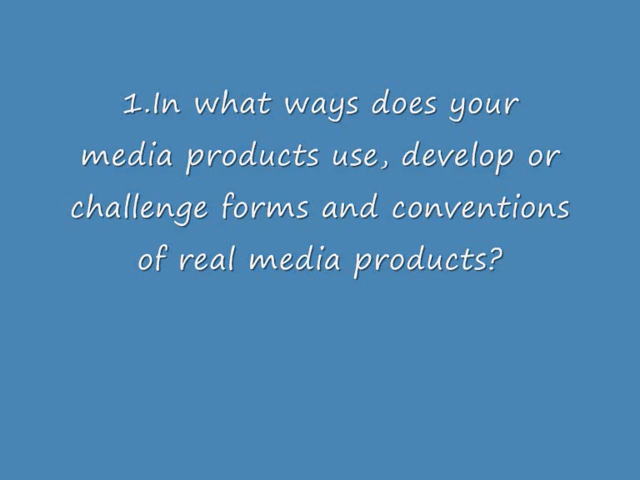 1.In what ways does your
media products use, develop or
challenge forms and conventions
of real media products?